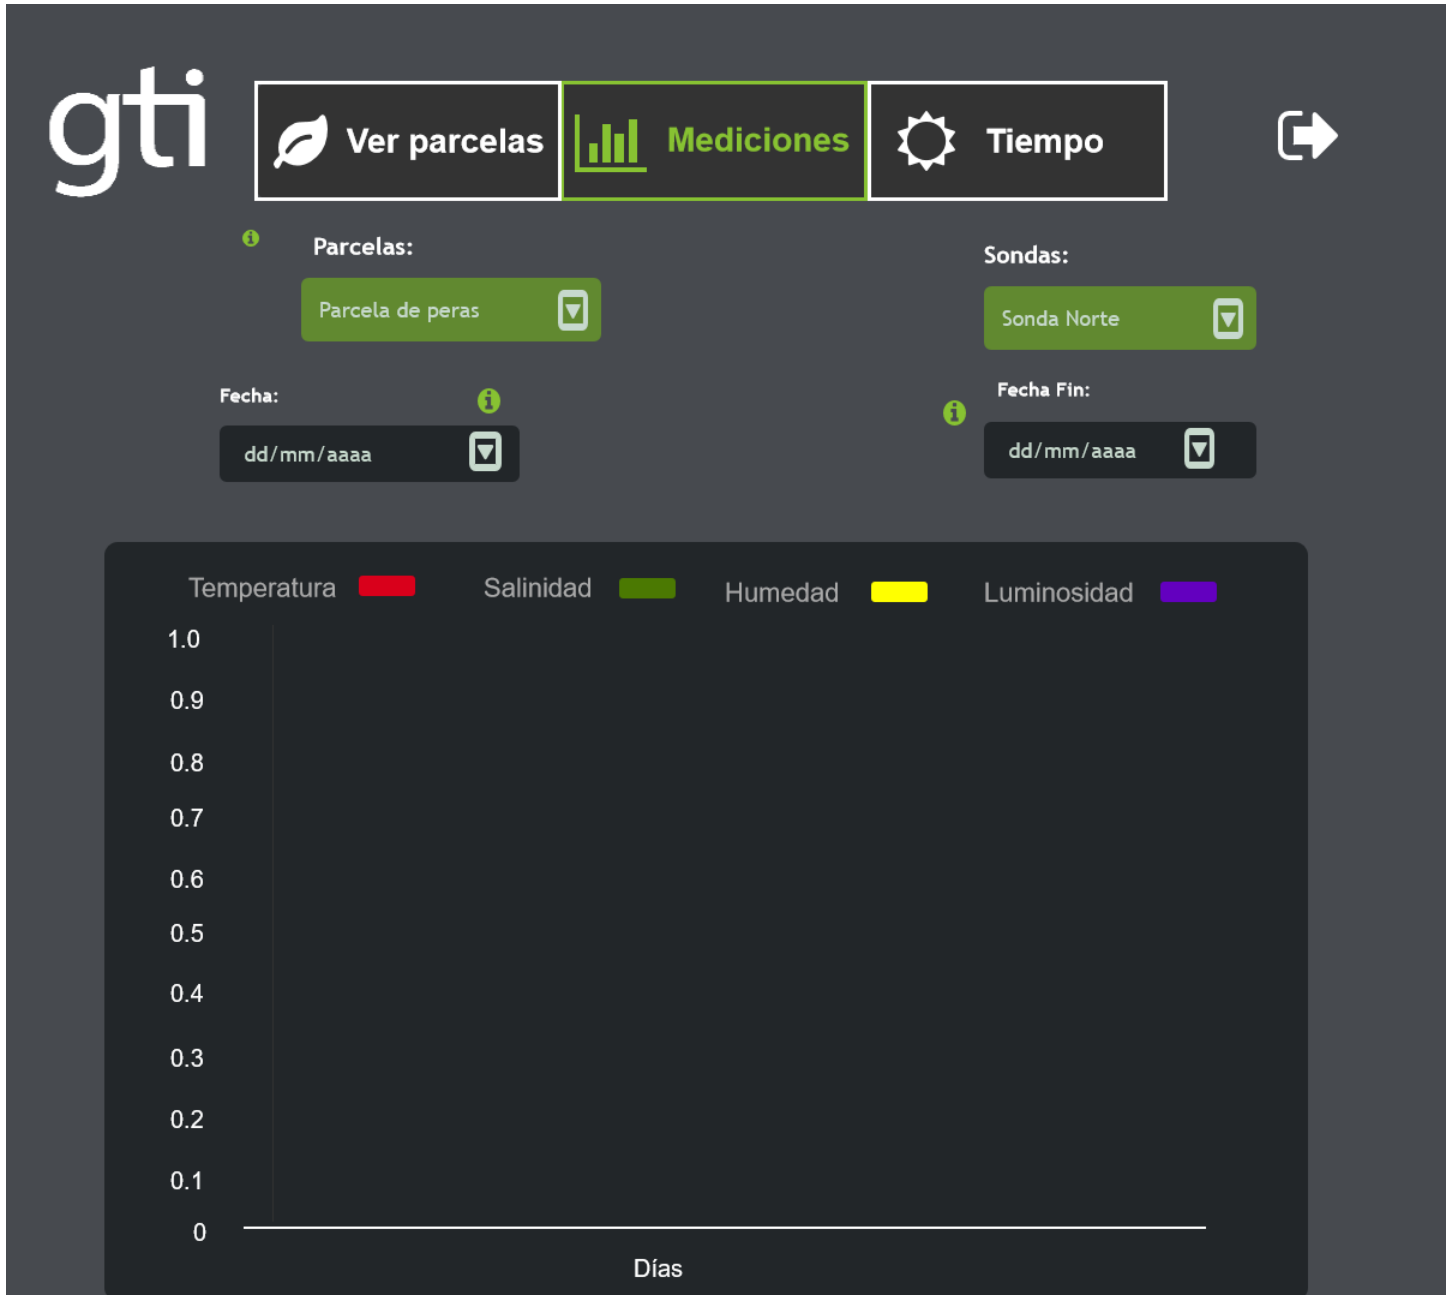 gti
Ver parcelas
Mediciones
Tiempo
Parcelas:
Sondas:
Parcela de peras
Sonda Norte
Fecha:
Fecha Fin:
dd/mm/aaaa
dd/mm/aaaa
Temperatura
Salinidad
Humedad
Luminosidad
1.0
0.9
0.8
0.7
0.6
0.5
0.4
0.3
0.2
0.1
0
Días